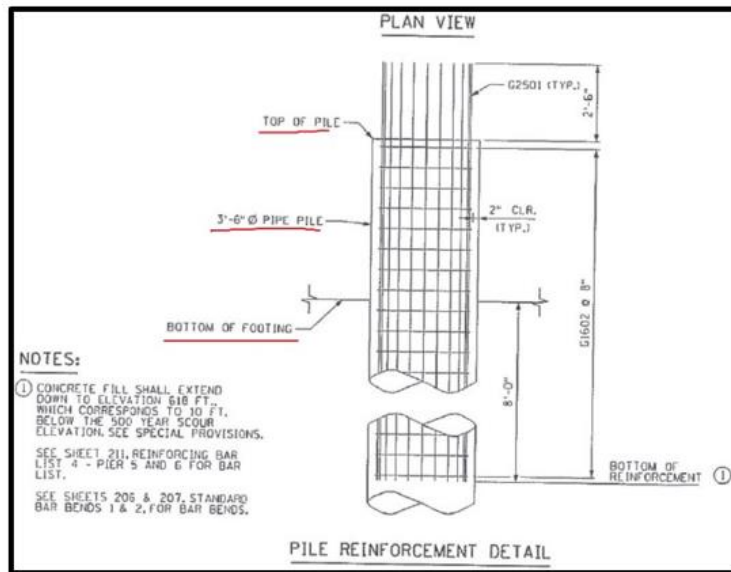 PLAN VIEW
G2501 (TYP.)
2'-6"
TOP OF PILE
3'-6" Ø PIPE PILE
2" CLR.
(TYP.)
G1602 @ 8"
BOTTOM OF FOOTING
8'-0"
NOTES:
① CONCRETE FILL SHALL EXTEND
DOWN TO ELEVATION 618 FT.,
WHICH CORRESPONDS TO 10 FT.
BELOW THE 500 YEAR SCOUR
ELEVATION. SEE SPECIAL PROVISIONS.
SEE SHEET 211, REINFORCING BAR
LIST 4 - PIER 5 AND 6 FOR BAR
LIST.
SEE SHEETS 206 & 207, STANDARD
BAR BENDS 1 & 2, FOR BAR BENDS.
BOTTOM OF
REINFORCEMENT ①
PILE REINFORCEMENT DETAIL